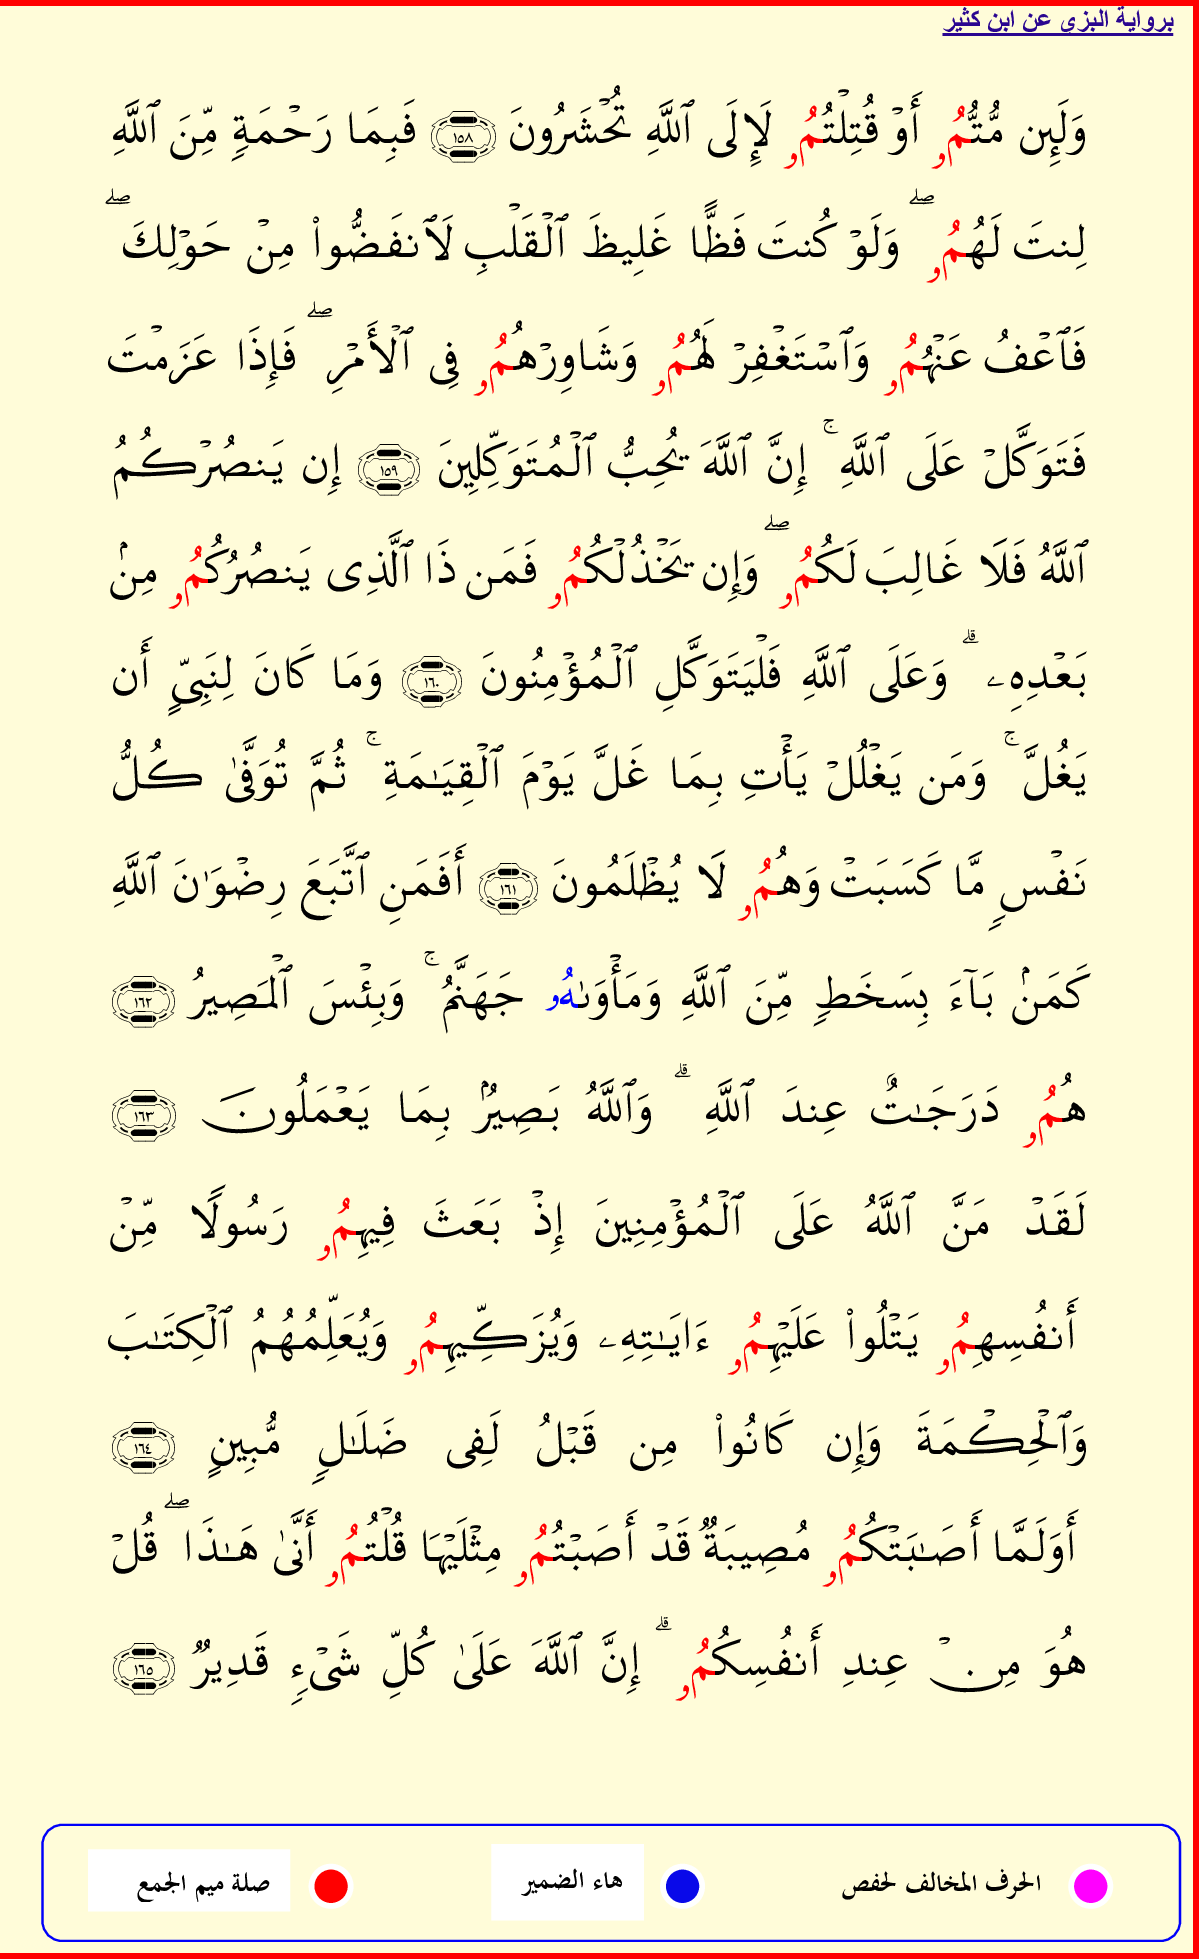 برواية البزي عن ابن كثير
وَلَئِن مُّتُّمُۥ أَوۡ قُتِلۡتُمُۥ لَإِلَى ٱللَّهِ تُحۡشَرُونَ ١٥٨ فَبِمَا رَحۡمَةٖ مِّنَ ٱللَّهِ
لِنتَ لَهُمُۥۖ وَلَوۡ كُنتَ فَظًّا غَلِيظَ ٱلۡقَلۡبِ لَٱنفَضُّواْ مِنۡ حَوۡلِكَۖ
فَٱعۡفُ عَنۡهُمُۥ وَٱسۡتَغۡفِرۡ لَهُمُۥ وَشَاوِرۡهُمُۥ فِي ٱلۡأَمۡرِۖ فَإِذَا عَزَمۡتَ
فَتَوَكَّلۡ عَلَى ٱللَّهِۚ إِنَّ ٱللَّهَ يُحِبُّ ٱلۡمُتَوَكِّلِينَ ١٥٩ إِن يَنصُرۡكُمُ
ٱللَّهُ فَلَا غَالِبَ لَكُمُۥۖ وَإِن يَخۡذُلۡكُمُۥ فَمَن ذَا ٱلَّذِي يَنصُرُكُمُۥ مِنۢ
بَعۡدِهِۦۗ وَعَلَى ٱللَّهِ فَلۡيَتَوَكَّلِ ٱلۡمُؤۡمِنُونَ ١٦٠ وَمَا كَانَ لِنَبِيٍّ أَن
يَغُلَّۚ وَمَن يَغۡلُلۡ يَأۡتِ بِمَا غَلَّ يَوۡمَ ٱلۡقِيَٰمَةِۚ ثُمَّ تُوَفَّىٰ كُلُّ
نَفۡسٖ مَّا كَسَبَتۡ وَهُمُۥ لَا يُظۡلَمُونَ ١٦١ أَفَمَنِ ٱتَّبَعَ رِضۡوَٰنَ ٱللَّهِ
كَمَنۢ بَآءَ بِسَخَطٖ مِّنَ ٱللَّهِ وَمَأۡوَىٰهُۥ جَهَنَّمُۚ وَبِئۡسَ ٱلۡمَصِيرُ ١٦٢
هُمُۥ دَرَجَٰتٌ عِندَ ٱللَّهِۗ وَٱللَّهُ بَصِيرُۢ بِمَا يَعۡمَلُونَ ١٦٣
لَقَدۡ مَنَّ ٱللَّهُ عَلَى ٱلۡمُؤۡمِنِينَ إِذۡ بَعَثَ فِيهِمُۥ رَسُولٗا مِّنۡ
أَنفُسِهِمُۥ يَتۡلُواْ عَلَيۡهِمُۥ ءَايَٰتِهِۦ وَيُزَكِّيهِمُۥ وَيُعَلِّمُهُمُ ٱلۡكِتَٰبَ
وَٱلۡحِكۡمَةَ وَإِن كَانُواْ مِن قَبۡلُ لَفِي ضَلَٰلٖ مُّبِينٍ ١٦٤
أَوَلَمَّا أَصَٰبَتۡكُمُۥ مُصِيبَةٞ قَدۡ أَصَبۡتُمُۥ مِثۡلَيۡهَا قُلۡتُمُۥ أَنَّىٰ هَٰذَاۖ قُلۡ
هُوَ مِنۡ عِندِ أَنفُسِكُمُۥۗ إِنَّ ٱللَّهَ عَلَىٰ كُلِّ شَيۡءٖ قَدِيرٞ ١٦٥
الحرف المخالف لحفص هاء الضمير صلة ميم الجمع